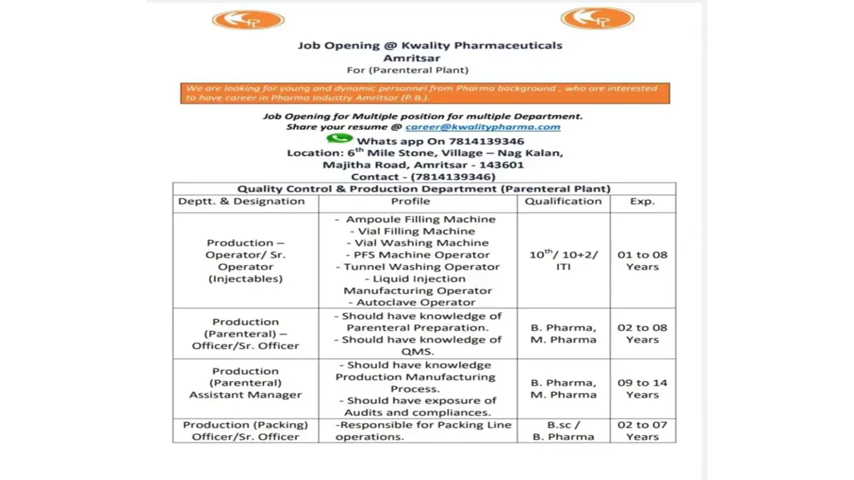 KPL
KPL
Job Opening @ Kwality Pharmaceuticals
Amritsar
For (Parenteral Plant)
We are looking for young and dynamic personnel from Pharma background , who are interested
to have career in Pharma Industry Amritsar (P.B.).
Job Opening for Multiple position for multiple Department.
Share your resume @ career@kwalitypharma.com
Whats app On 7814139346
Location: 6th Mile Stone, Village – Nag Kalan,
Majitha Road, Amritsar - 143601
Contact - (7814139346)
Quality Control & Production Department (Parenteral Plant)
Deptt. & Designation Profile Qualification Exp.
Production –
Operator/ Sr.
Operator
(Injectables)
- Ampoule Filling Machine
- Vial Filling Machine
- Vial Washing Machine
- PFS Machine Operator
- Tunnel Washing Operator
- Liquid Injection
Manufacturing Operator
- Autoclave Operator
10th/ 10+2/
ITI
01 to 08
Years
Production
(Parenteral) –
Officer/Sr. Officer
- Should have knowledge of
Parenteral Preparation.
- Should have knowledge of
QMS.
B. Pharma,
M. Pharma
02 to 08
Years
Production
(Parenteral)
Assistant Manager
- Should have knowledge
Production Manufacturing
Process.
- Should have exposure of
Audits and compliances.
B. Pharma,
M. Pharma
09 to 14
Years
Production (Packing)
Officer/Sr. Officer
-Responsible for Packing Line
operations.
B.sc /
B. Pharma
02 to 07
Years